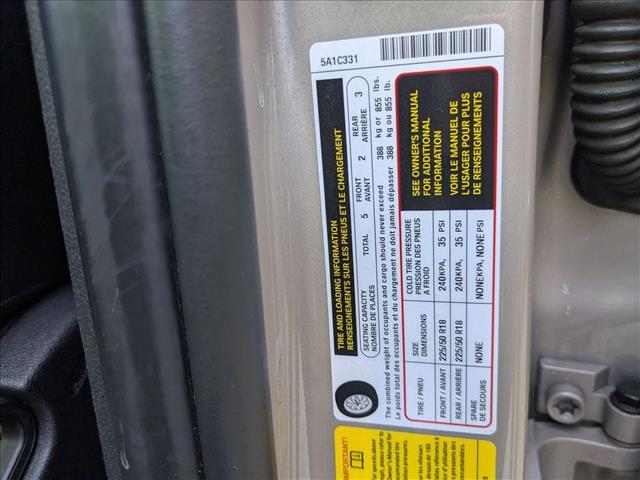 5A1C331
TIRE AND LOADING INFORMATION
RENSEIGNEMENTS SUR LES PNEUS ET LE CHARGEMENT
SEATING CAPACITY
NOMBRE DE PLACES
TOTAL 5
FRONT
AVANT
2
REAR
ARRIÈRE
3
The combined weight of occupants and cargo should never exceed 388 kg or 855 lbs.
Le poids total des occupants et du chargement ne doit jamais dépasser 388 kg ou 855 lb.
TIRE / PNEU
SIZE
DIMENSIONS
COLD TIRE PRESSURE
PRESSION DES PNEUS
A FROID
FRONT / AVANT 225/50 R18 240KPA, 35 PSI
REAR / ARRIÈRE 225/50 R18 240KPA, 35 PSI
SPARE
DE SECOURS
NONE NONEKPA, NONE PSI
SEE OWNER'S MANUAL
FOR ADDITIONAL
INFORMATION
VOIR LE MANUEL DE
L'USAGER POUR PLUS
DE RENSEIGNEMENTS
IMPORTANT!